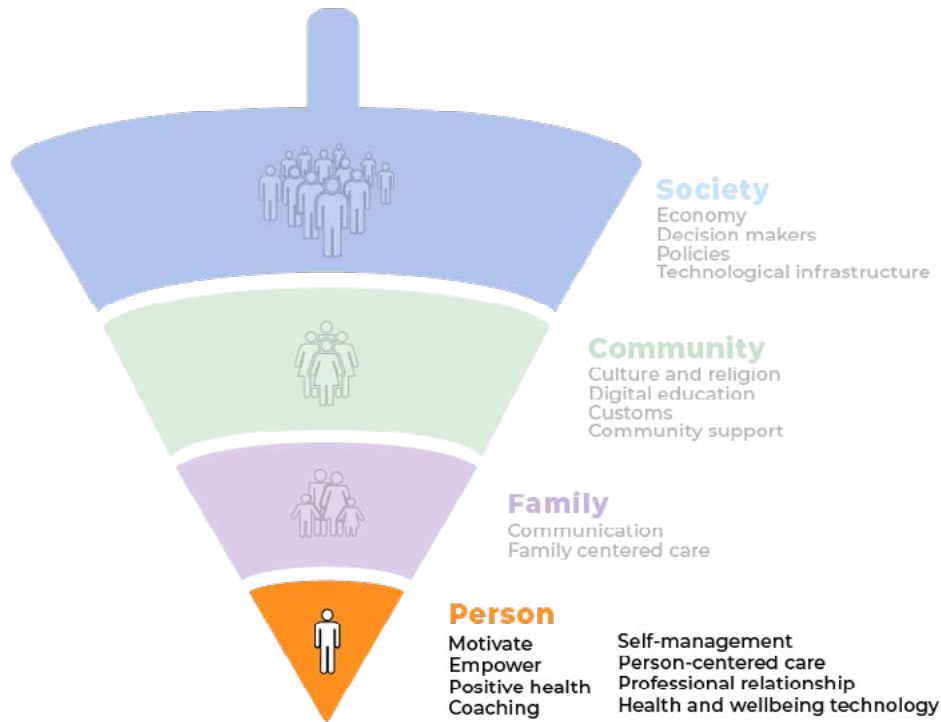 Society
Economy
Decision makers
Policies
Technological infrastructure
Community
Culture and religion
Digital education
Customs
Community support
Family
Communication
Family centered care
Person
Motivate
Empower
Positive health
Coaching
Self-management
Person-centered care
Professional relationship
Health and wellbeing technology